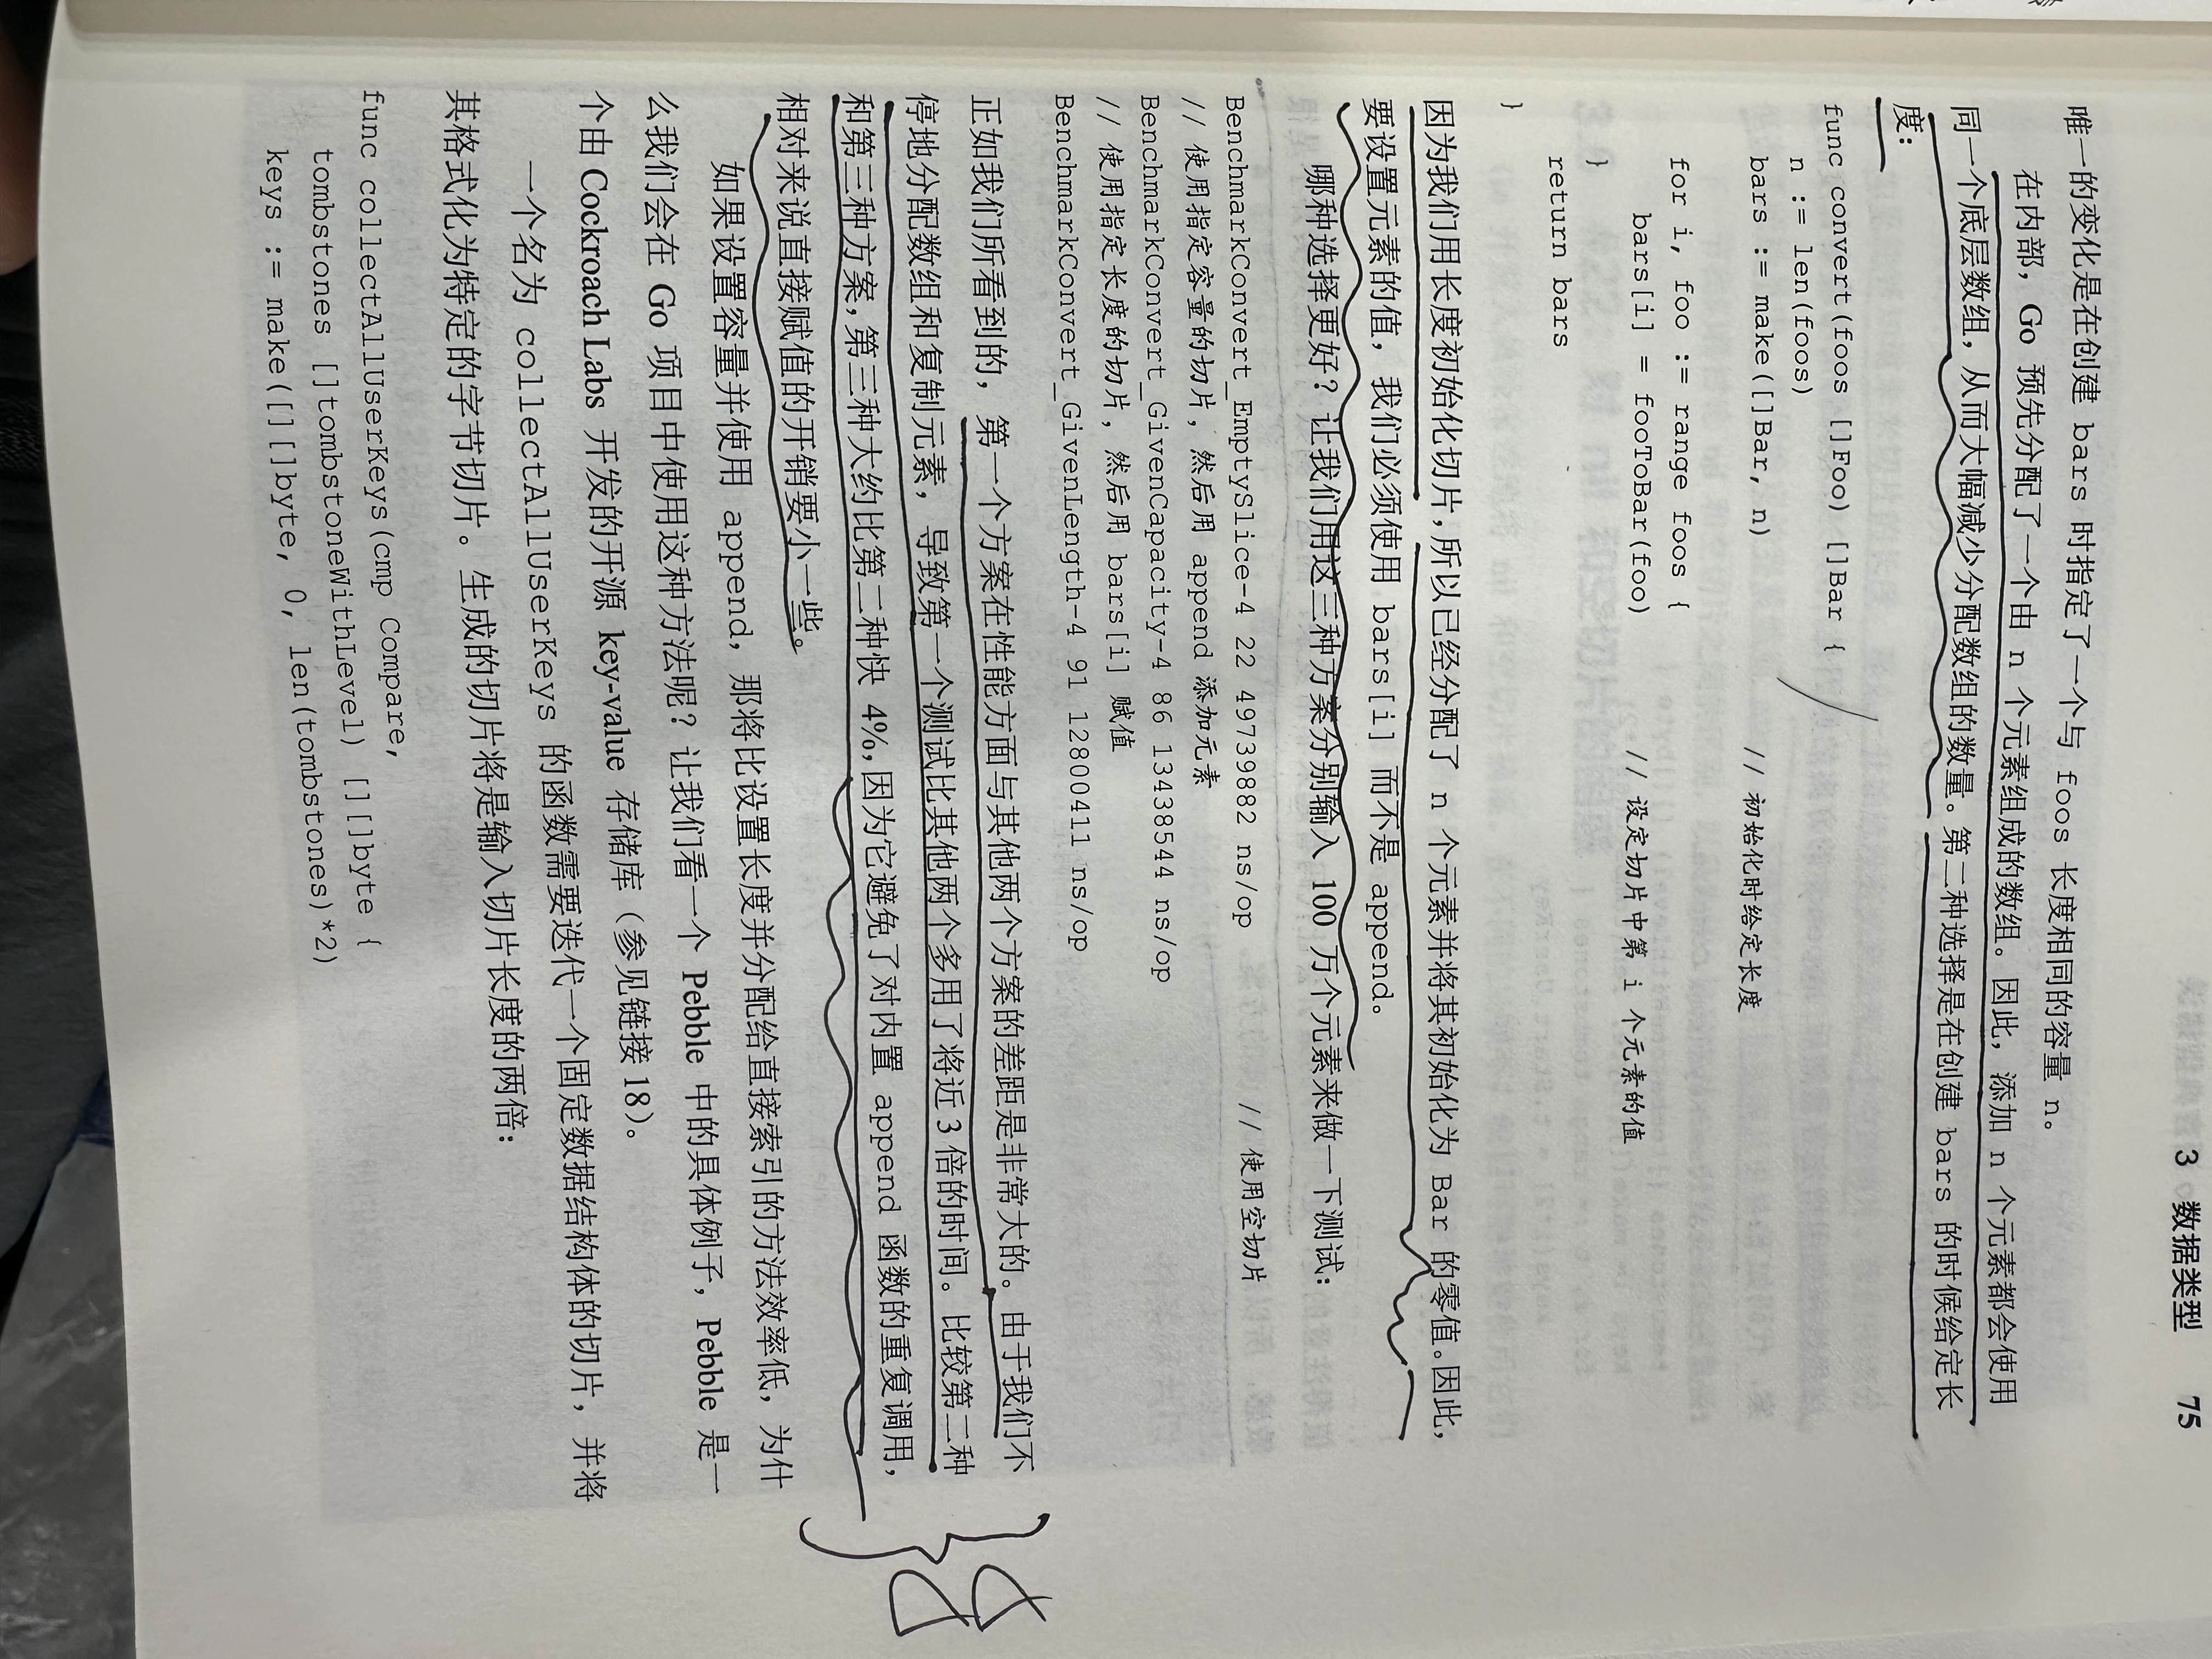 3 数据类型 75
唯一的变化是在创建 bars 时指定了一个与 foos 长度相同的容量 n。
在内部，Go 预先分配了一个由 n 个元素组成的数组。因此，添加 n 个元素都会使用
同一个底层数组，从而大幅减少分配数组的数量。第二种选择是在创建 bars 的时候给定长
度：
func convert(foos []Foo) []Bar {
n := len(foos)
bars := make([]Bar, n) // 初始化时给定长度
for i, foo := range foos {
bars[i] = fooToBar(foo) // 设定切片中第 i 个元素的值
}
return bars
}
因为我们用长度初始化切片，所以已经分配了 n 个元素并将其初始化为 Bar 的零值。因此，
要设置元素的值，我们必须使用 bars[i] 而不是 append。
哪种选择更好？让我们用这三种方案分别输入 100 万个元素来做一下测试：
BenchmarkConvert_EmptySlice-4 22 49739882 ns/op // 使用空切片
// 使用指定容量的切片，然后用 append 添加元素
BenchmarkConvert_GivenCapacity-4 86 13438544 ns/op
// 使用指定长度的切片，然后用 bars[i] 赋值
BenchmarkConvert_GivenLength-4 91 12800411 ns/op
正如我们所看到的，第一个方案在性能方面与其他两个方案的差距是非常大的。由于我们不
停地分配数组和复制元素，导致第一个测试比其他两个多用了将近 3 倍的时间。比较第二种
和第三种方案，第三种大约比第二种快 4%，因为它避免了对内置 append 函数的重复调用，
相对来说直接赋值的开销要小一些。
如果设置容量并使用 append，那将比设置长度并分配给直接索引的方法效率低，为什
么我们会在 Go 项目中使用这种方法呢？让我们看一个 Pebble 中的具体例子，Pebble 是一
个由 Cockroach Labs 开发的开源 key-value 存储库（参见链接 18）。
一个名为 collectAllUserKeys 的函数需要迭代一个固定数据结构体的切片，并将
其格式化为特定的字节切片。生成的切片将是输入切片长度的两倍：
func collectAllUserKeys(cmp Compare,
tombstones []tombstoneWithLevel) [][]byte {
keys := make([][]byte, 0, len(tombstones)*2)